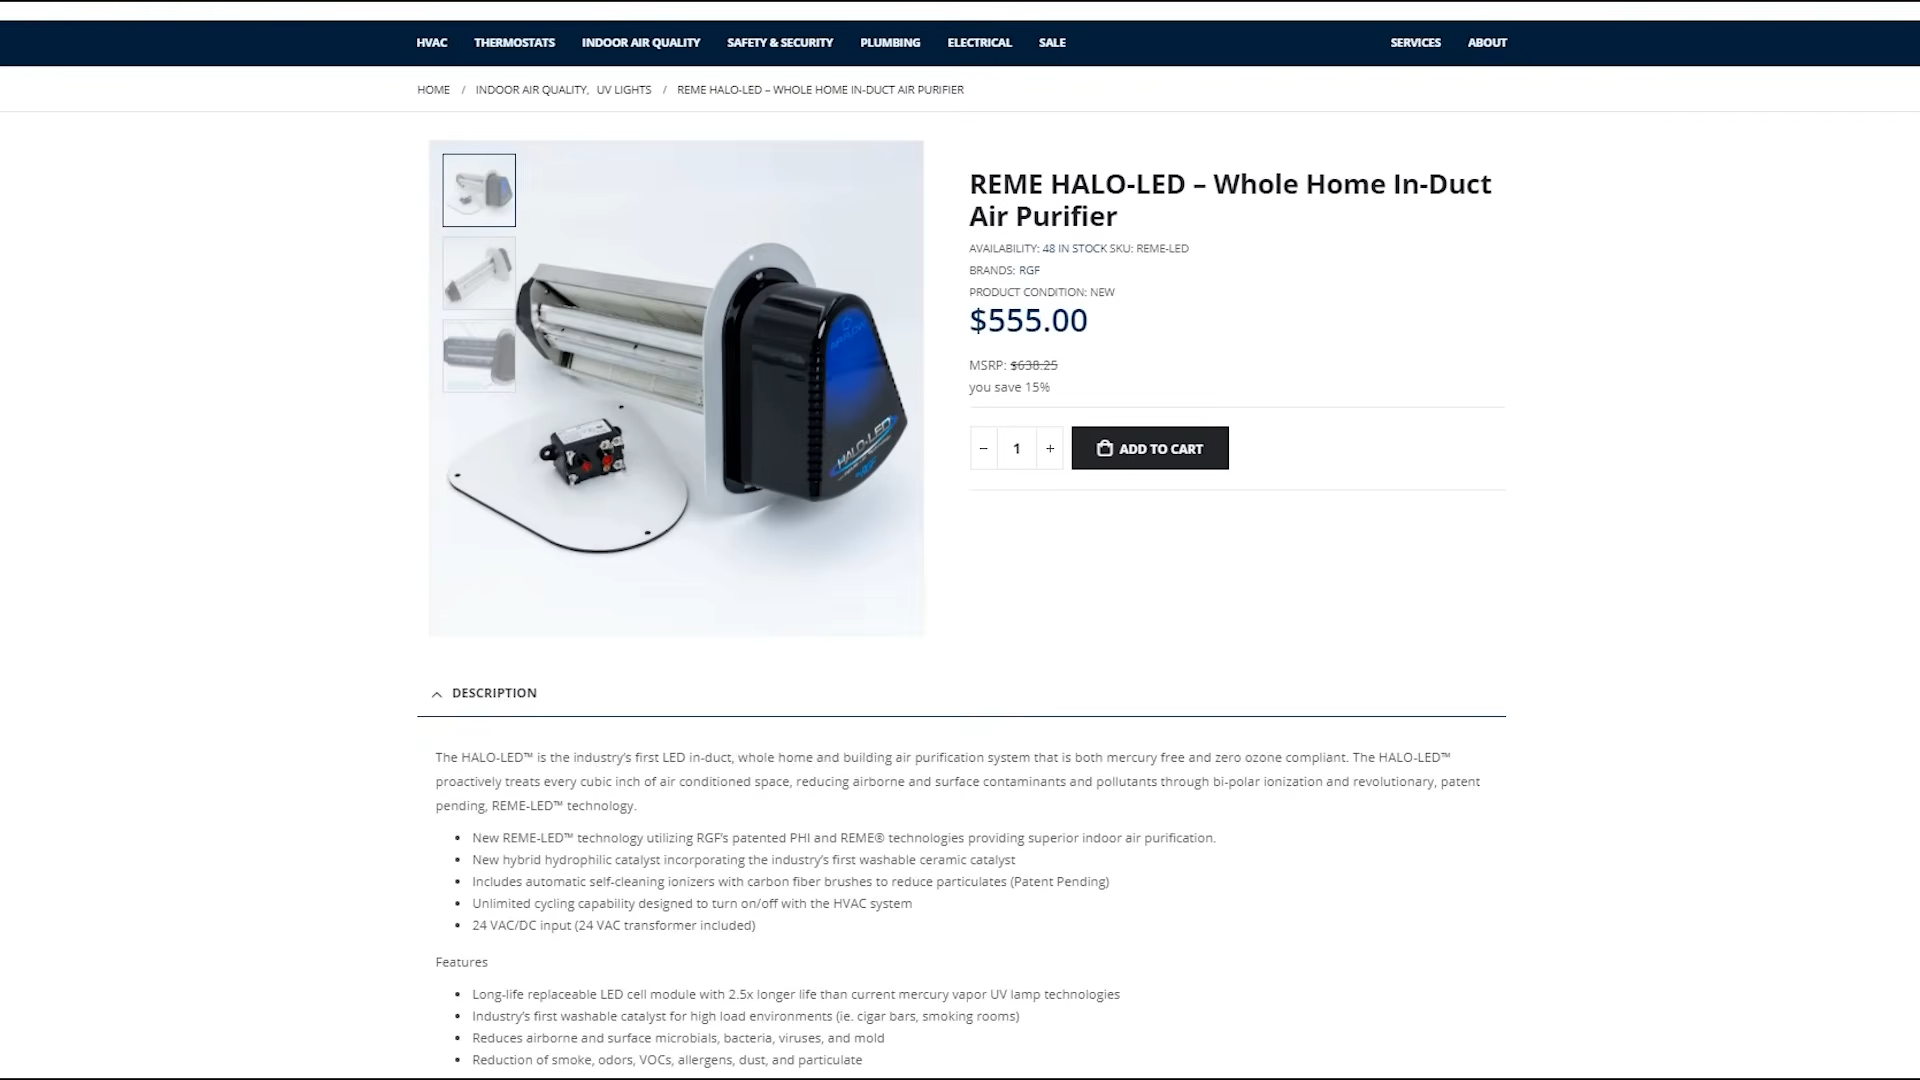 HVAC THERMOSTATS INDOOR AIR QUALITY SAFETY & SECURITY PLUMBING ELECTRICAL SALE SERVICES ABOUT
HOME / INDOOR AIR QUALITY, UV LIGHTS / REME HALO-LED – WHOLE HOME IN-DUCT AIR PURIFIER
REME HALO-LED – Whole Home In-Duct
Air Purifier
AVAILABILITY: 48 IN STOCK SKU: REME-LED
BRANDS: RGF
PRODUCT CONDITION: NEW
$555.00
MSRP: $638.25
you save 15%
− 1 + ADD TO CART
HALO-LED
DESCRIPTION
The HALO-LED™ is the industry's first LED in-duct, whole home and building air purification system that is both mercury free and zero ozone compliant. The HALO-LED™
proactively treats every cubic inch of air conditioned space, reducing airborne and surface contaminants and pollutants through bi-polar ionization and revolutionary, patent
pending, REME-LED™ technology.
• New REME-LED™ technology utilizing RGF's patented PHI and REME® technologies providing superior indoor air purification.
• New hybrid hydrophilic catalyst incorporating the industry's first washable ceramic catalyst
• Includes automatic self-cleaning ionizers with carbon fiber brushes to reduce particulates (Patent Pending)
• Unlimited cycling capability designed to turn on/off with the HVAC system
• 24 VAC/DC input (24 VAC transformer included)
Features
• Long-life replaceable LED cell module with 2.5x longer life than current mercury vapor UV lamp technologies
• Industry's first washable catalyst for high load environments (ie. cigar bars, smoking rooms)
• Reduces airborne and surface microbials, bacteria, viruses, and mold
• Reduction of smoke, odors, VOCs, allergens, dust, and particulate